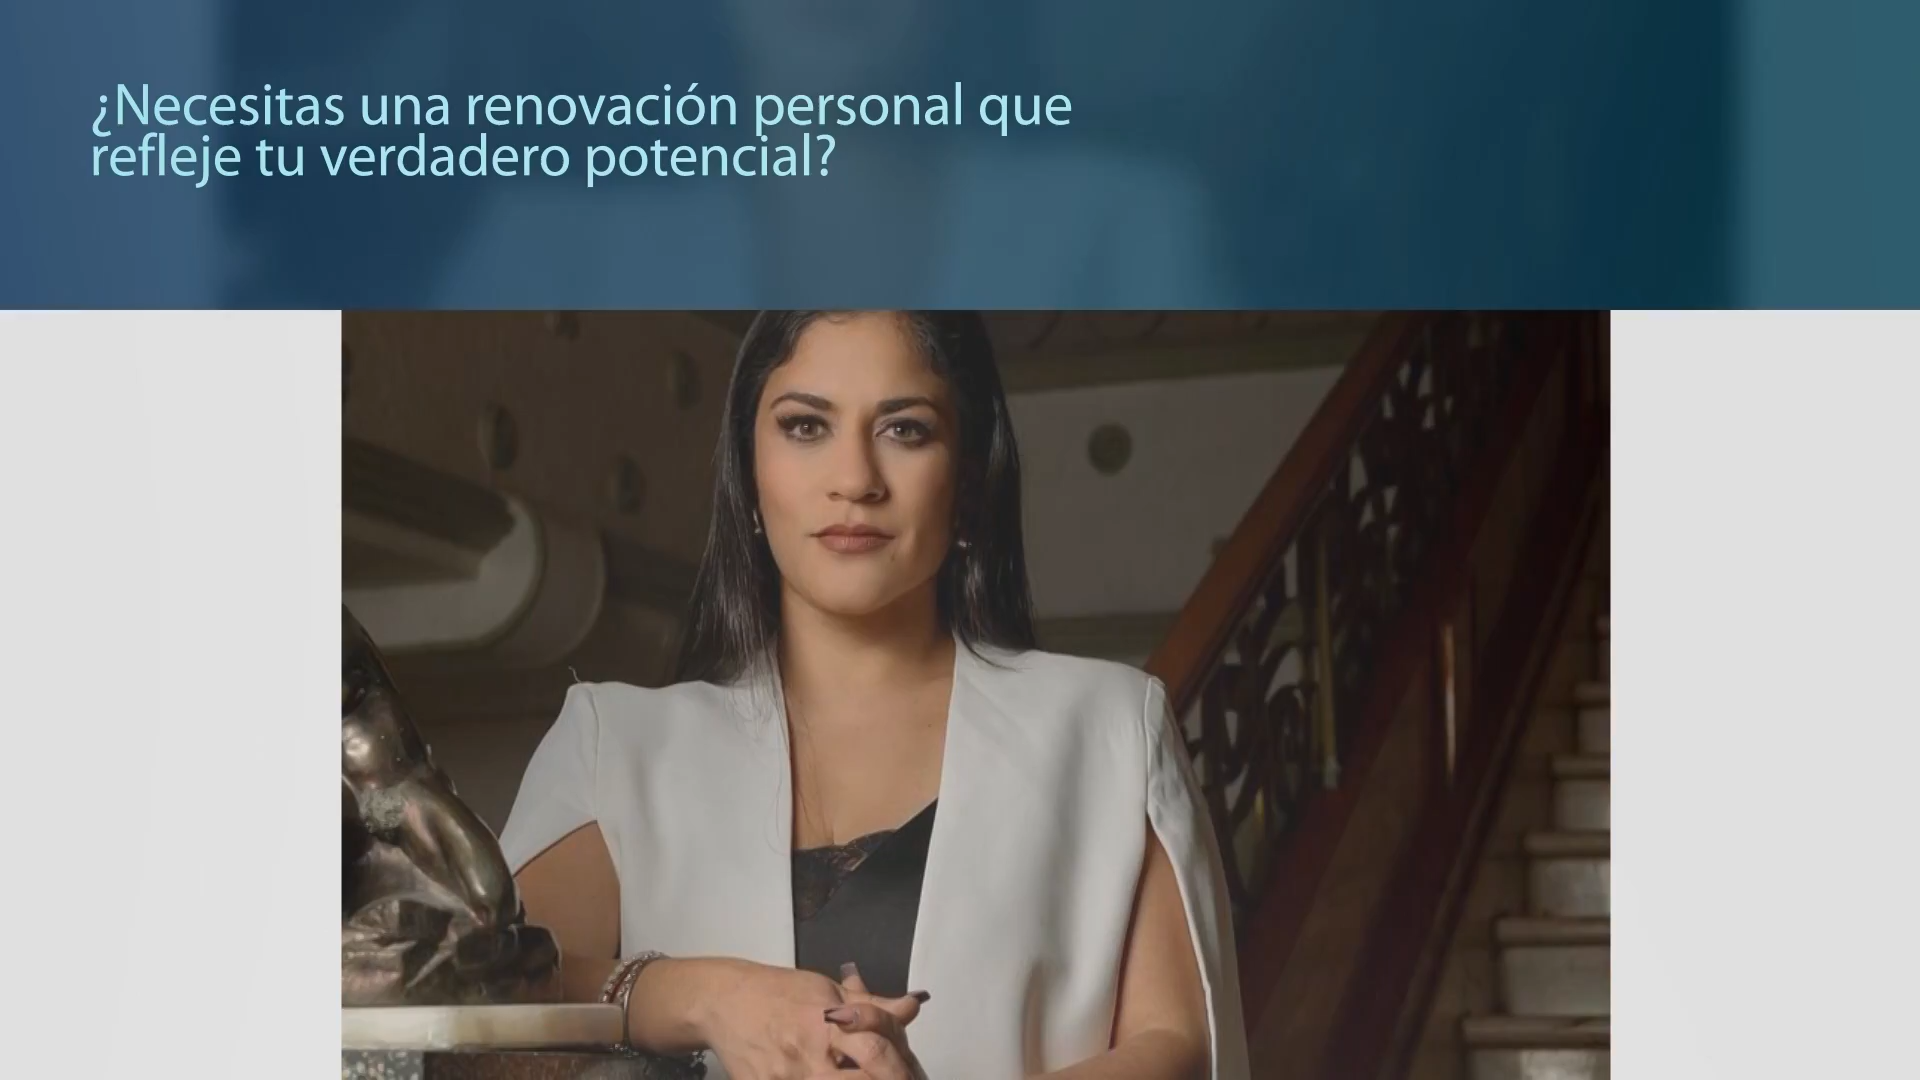 ¿Necesitas una renovación personal que
refleje tu verdadero potencial?